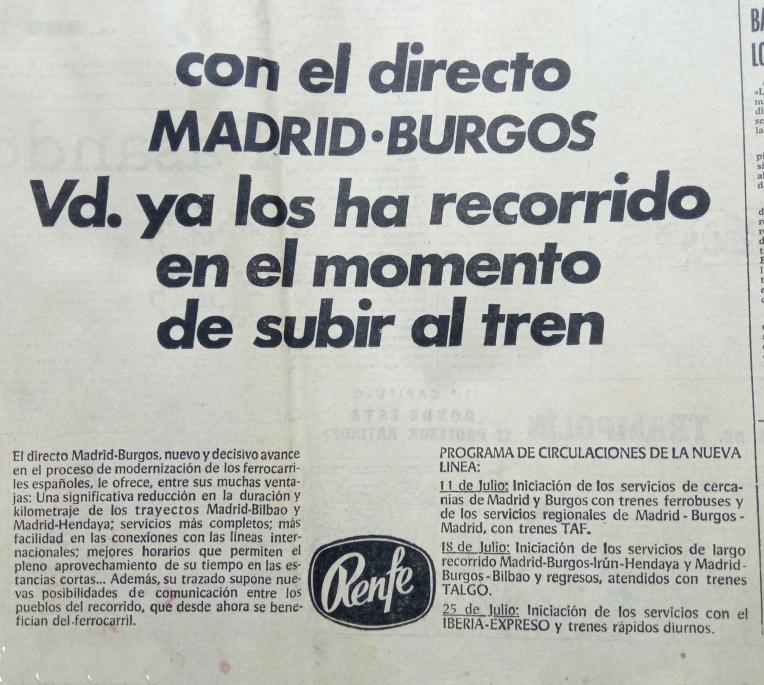 con el directo
MADRID·BURGOS
Vd. ya los ha recorrido
en el momento
de subir al tren
El directo Madrid-Burgos, nuevo y decisivo avance
en el proceso de modernización de los ferrocarri-
les españoles, le ofrece, entre sus muchas venta-
jas: Una significativa reducción en la duración y
kilometraje de los trayectos Madrid-Bilbao y
Madrid-Hendaya; servicios más completos; más
facilidad en las conexiones con las líneas inter-
nacionales; mejores horarios que permiten el
pleno aprovechamiento de su tiempo en las es-
tancias cortas... Además, su trazado supone nue-
vas posibilidades de comunicación entre los
pueblos del recorrido, que desde ahora se bene-
fician del ferrocarril.
Renfe
PROGRAMA DE CIRCULACIONES DE LA NUEVA
LINEA:
11 de Julio: Iniciación de los servicios de cerca-
nías de Madrid y Burgos con trenes ferrobuses y
de los servicios regionales de Madrid - Burgos -
Madrid, con trenes TAF.
18 de Julio: Iniciación de los servicios de largo
recorrido Madrid-Burgos-Irún-Hendaya y Madrid-
Burgos-Bilbao y regresos, atendidos con trenes
TALGO.
25 de Julio: Iniciación de los servicios con el
IBERIA-EXPRESO y trenes rápidos diurnos.
BA
LO